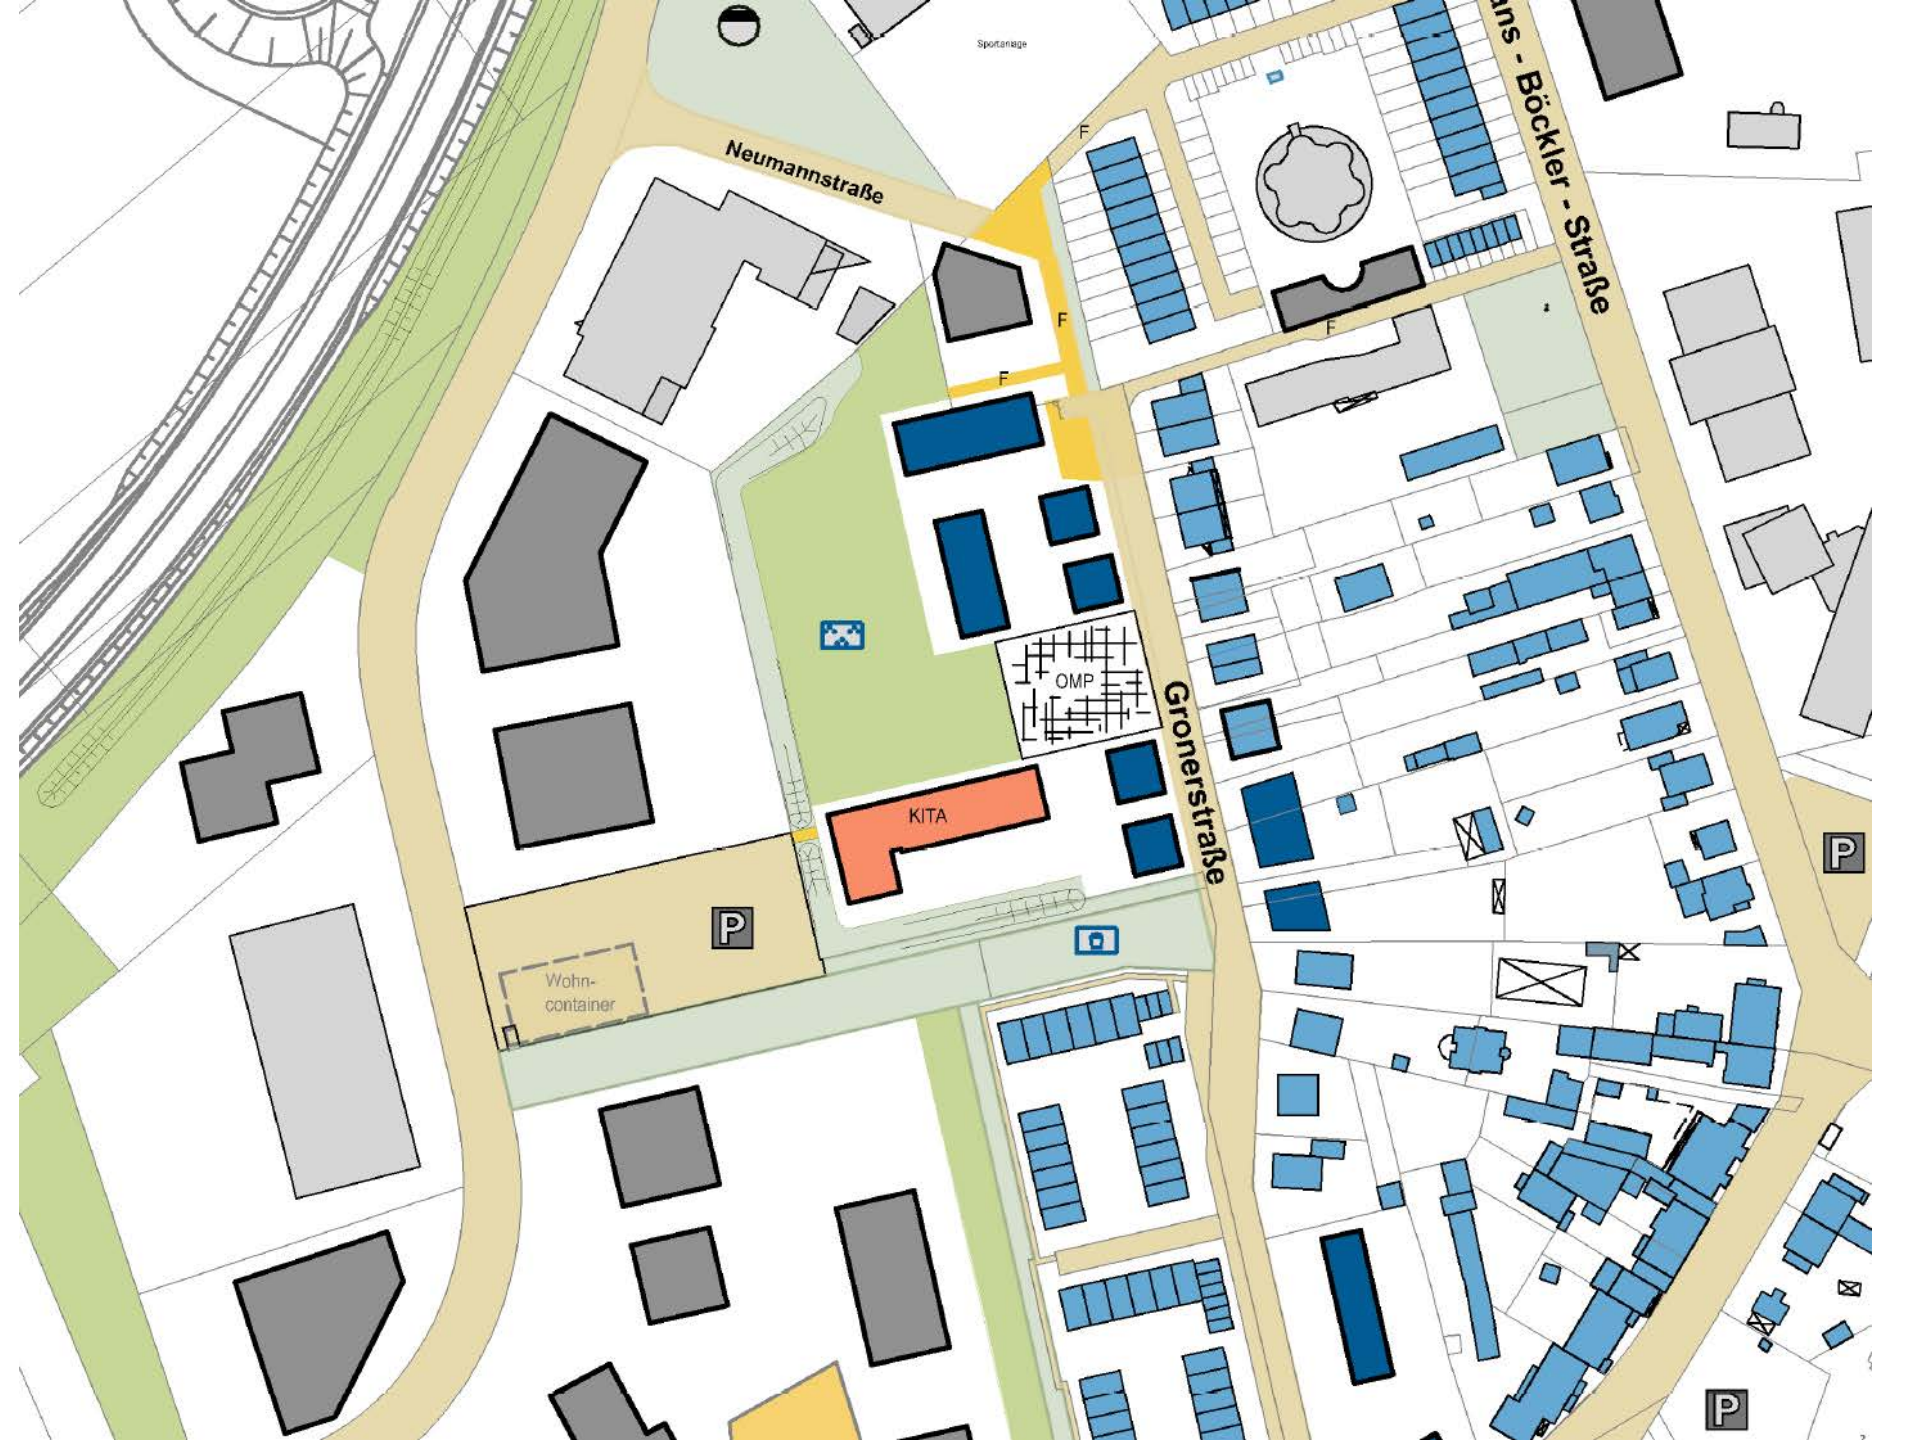 Sportanlage
ans - Böckler - Straße
F
Neumannstraße
F
F
F
OMP
Gronerstraße
KITA
P
P
Wohn-
container
P